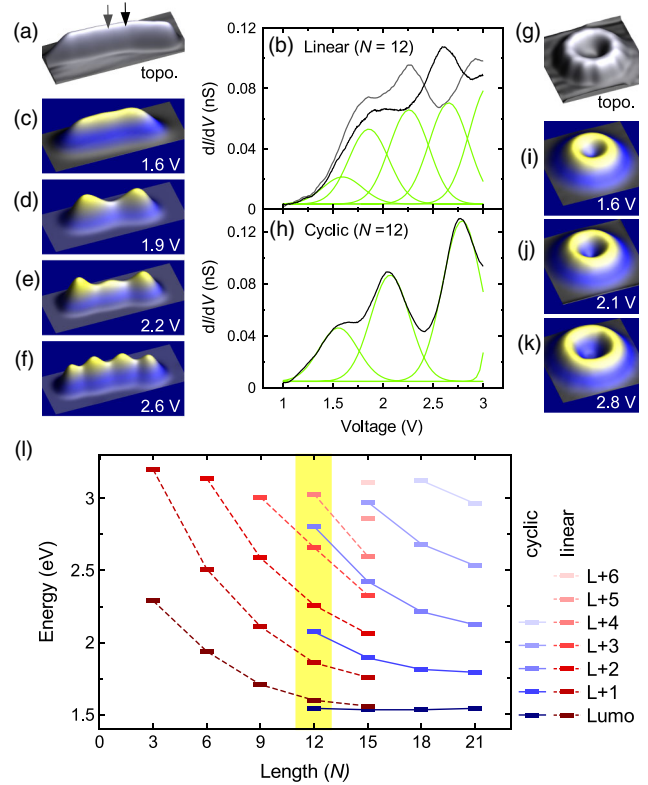 (a)
topo.
(c)
1.6 V
(d)
1.9 V
(e)
2.2 V
(f)
2.6 V
(b) Linear (N = 12)
0.12
0.08
0.04
0
dI/dV (nS)
(h) Cyclic (N =12)
0.12
0.08
0.04
0
dI/dV (nS)
1 1.5 2 2.5 3
Voltage (V)
(g)
topo.
(i)
1.6 V
(j)
2.1 V
(k)
2.8 V
(l)
3
2.5
2
1.5
Energy (eV)
0 3 6 9 12 15 18 21
Length (N)
cyclic
linear
L+6
L+5
L+4
L+3
L+2
L+1
Lumo